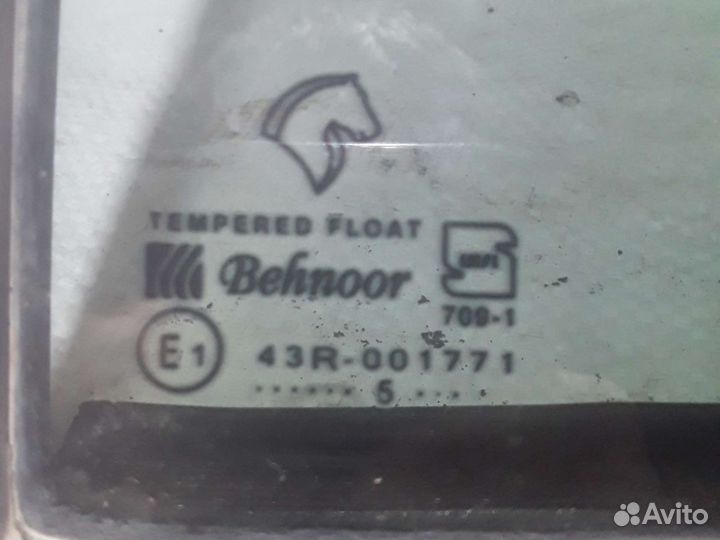 TEMPERED FLOAT
Behnoor
709-1
E1 43R-001771
...... 5 ...
Avito